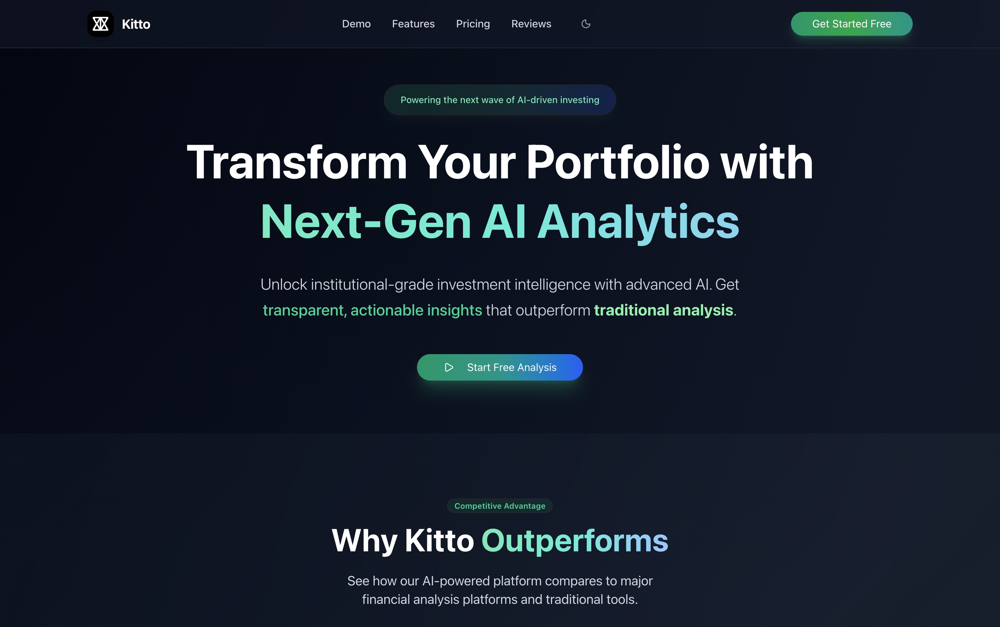 Kitto
Demo
Features
Pricing
Reviews
Get Started Free
Powering the next wave of AI-driven investing
Transform Your Portfolio with
Next-Gen AI Analytics
Unlock institutional-grade investment intelligence with advanced AI. Get
transparent, actionable insights that outperform traditional analysis.
Start Free Analysis
Competitive Advantage
Why Kitto Outperforms
See how our AI-powered platform compares to major
financial analysis platforms and traditional tools.